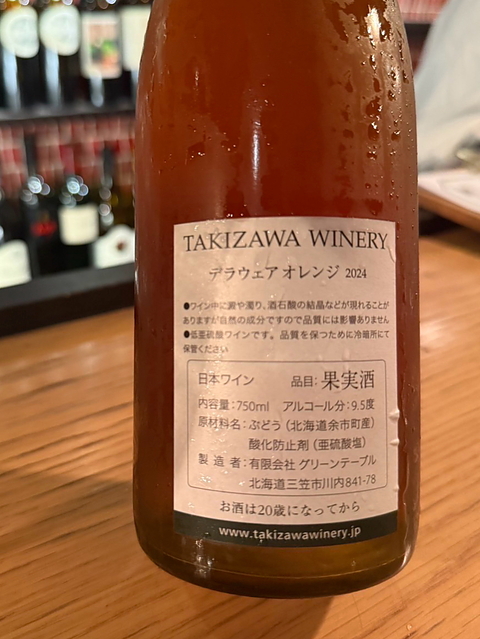 TAKIZAWA WINERY
デラウェア オレンジ 2024
●ワイン中に澱や濁り、酒石酸の結晶などが現れることが
ありますが自然の成分ですので品質には影響ありません
●低亜硫酸ワインです。品質を保つために冷暗所にて
保管ください
日本ワイン 品目:果実酒
内容量:750ml アルコール分:9.5度
原材料名:ぶどう(北海道余市町産)
酸化防止剤(亜硫酸塩)
製造者:有限会社 グリーンテーブル
北海道三笠市川内841-78
お酒は20歳になってから
www.takizawawinery.jp